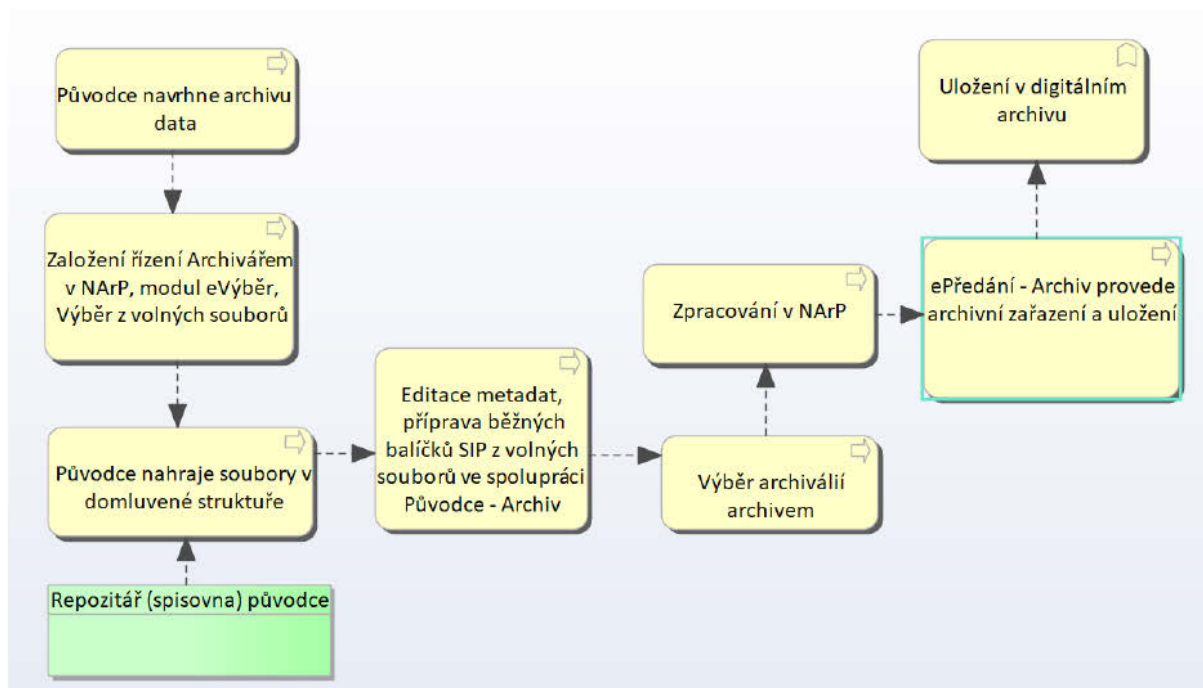 Původce navrhne archivu
data
Založení řízení Archivářem
v NArP, modul eVýběr,
Výběr z volných souborů
Původce nahraje soubory v
domluvené struktuře
Repozitář (spisovna) původce
Editace metadat,
příprava běžných
balíčků SIP z volných
souborů ve spolupráci
Původce - Archiv
Výběr archiválií
archivem
Zpracování v NArP
ePředání - Archiv provede
archivní zařazení a uložení
Uložení v digitálním
archivu